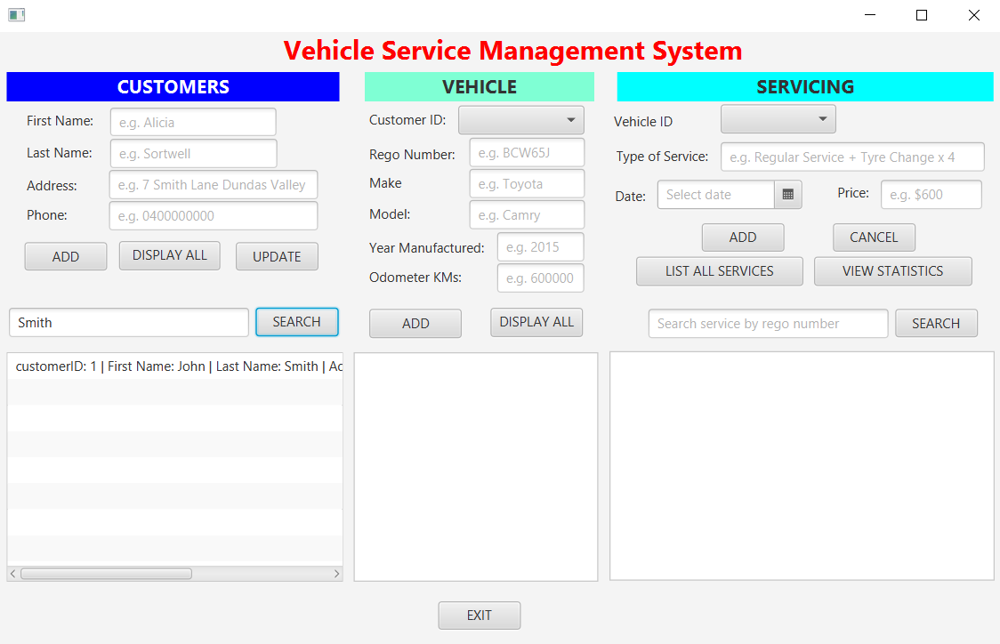 Vehicle Service Management System
CUSTOMERS
First Name: e.g. Alicia
Last Name: e.g. Sortwell
Address: e.g. 7 Smith Lane Dundas Valley
Phone: e.g. 0400000000
ADD DISPLAY ALL UPDATE
Smith SEARCH
customerID: 1 | First Name: John | Last Name: Smith | Ac
VEHICLE
Customer ID:
Rego Number: e.g. BCW65J
Make e.g. Toyota
Model: e.g. Camry
Year Manufactured: e.g. 2015
Odometer KMs: e.g. 600000
ADD DISPLAY ALL
SERVICING
Vehicle ID
Type of Service: e.g. Regular Service + Tyre Change x 4
Date: Select date Price: e.g. $600
ADD CANCEL
LIST ALL SERVICES VIEW STATISTICS
Search service by rego number SEARCH
EXIT